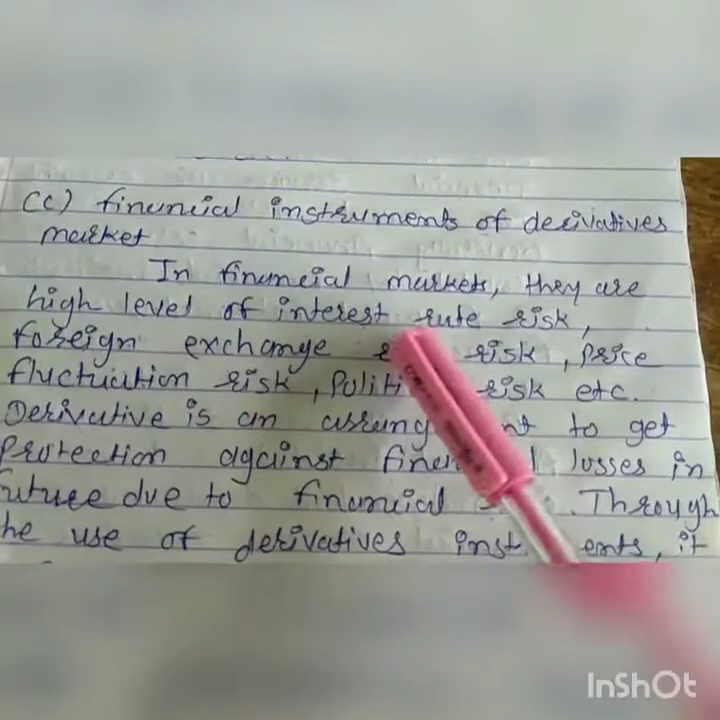 (c) financial instruments of derivatives
market
In financial markets, they are
high level of interest rate risk,
foreign exchange risk, price
fluctuation risk, Politi risk etc.
Derivative is an arrang nt to get
Protection against finan l losses in
future due to financial . Through
he use of derivatives inst ents, it
InShOt